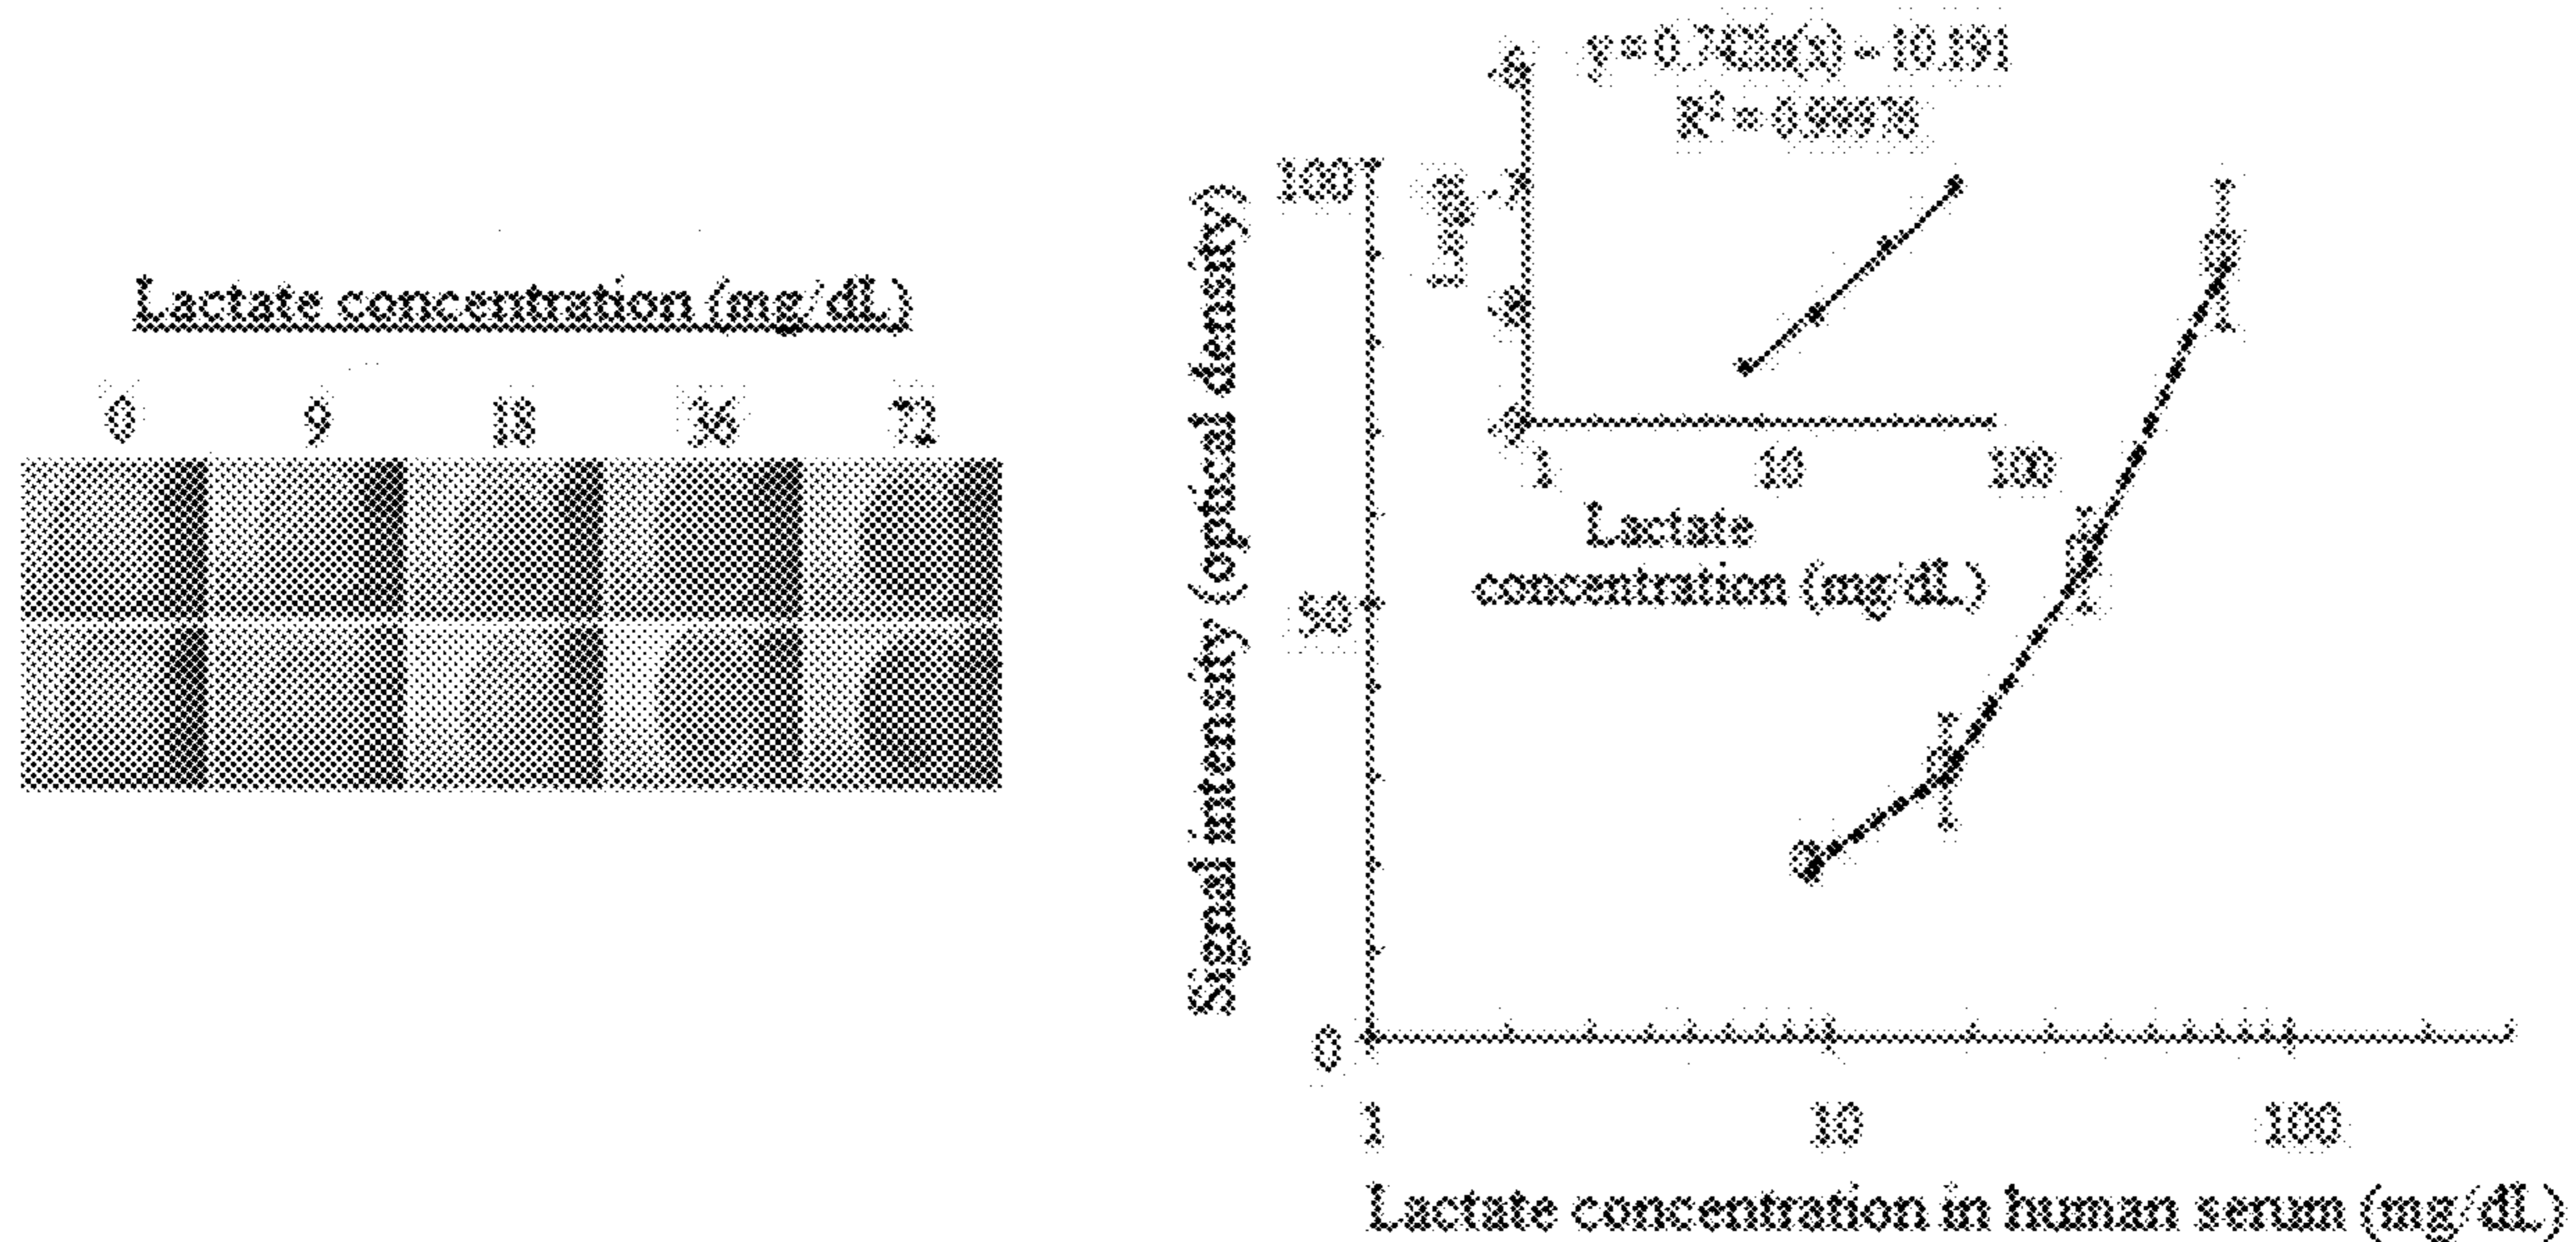 Lactate concentration (mg/dL)
0 9 18 36 72
R² =
100
50
0
Signal intensity (optical density)
1 10 100
Lactate
concentration (mg/dL)
1 10 100
Lactate concentration in human serum (mg/dL)